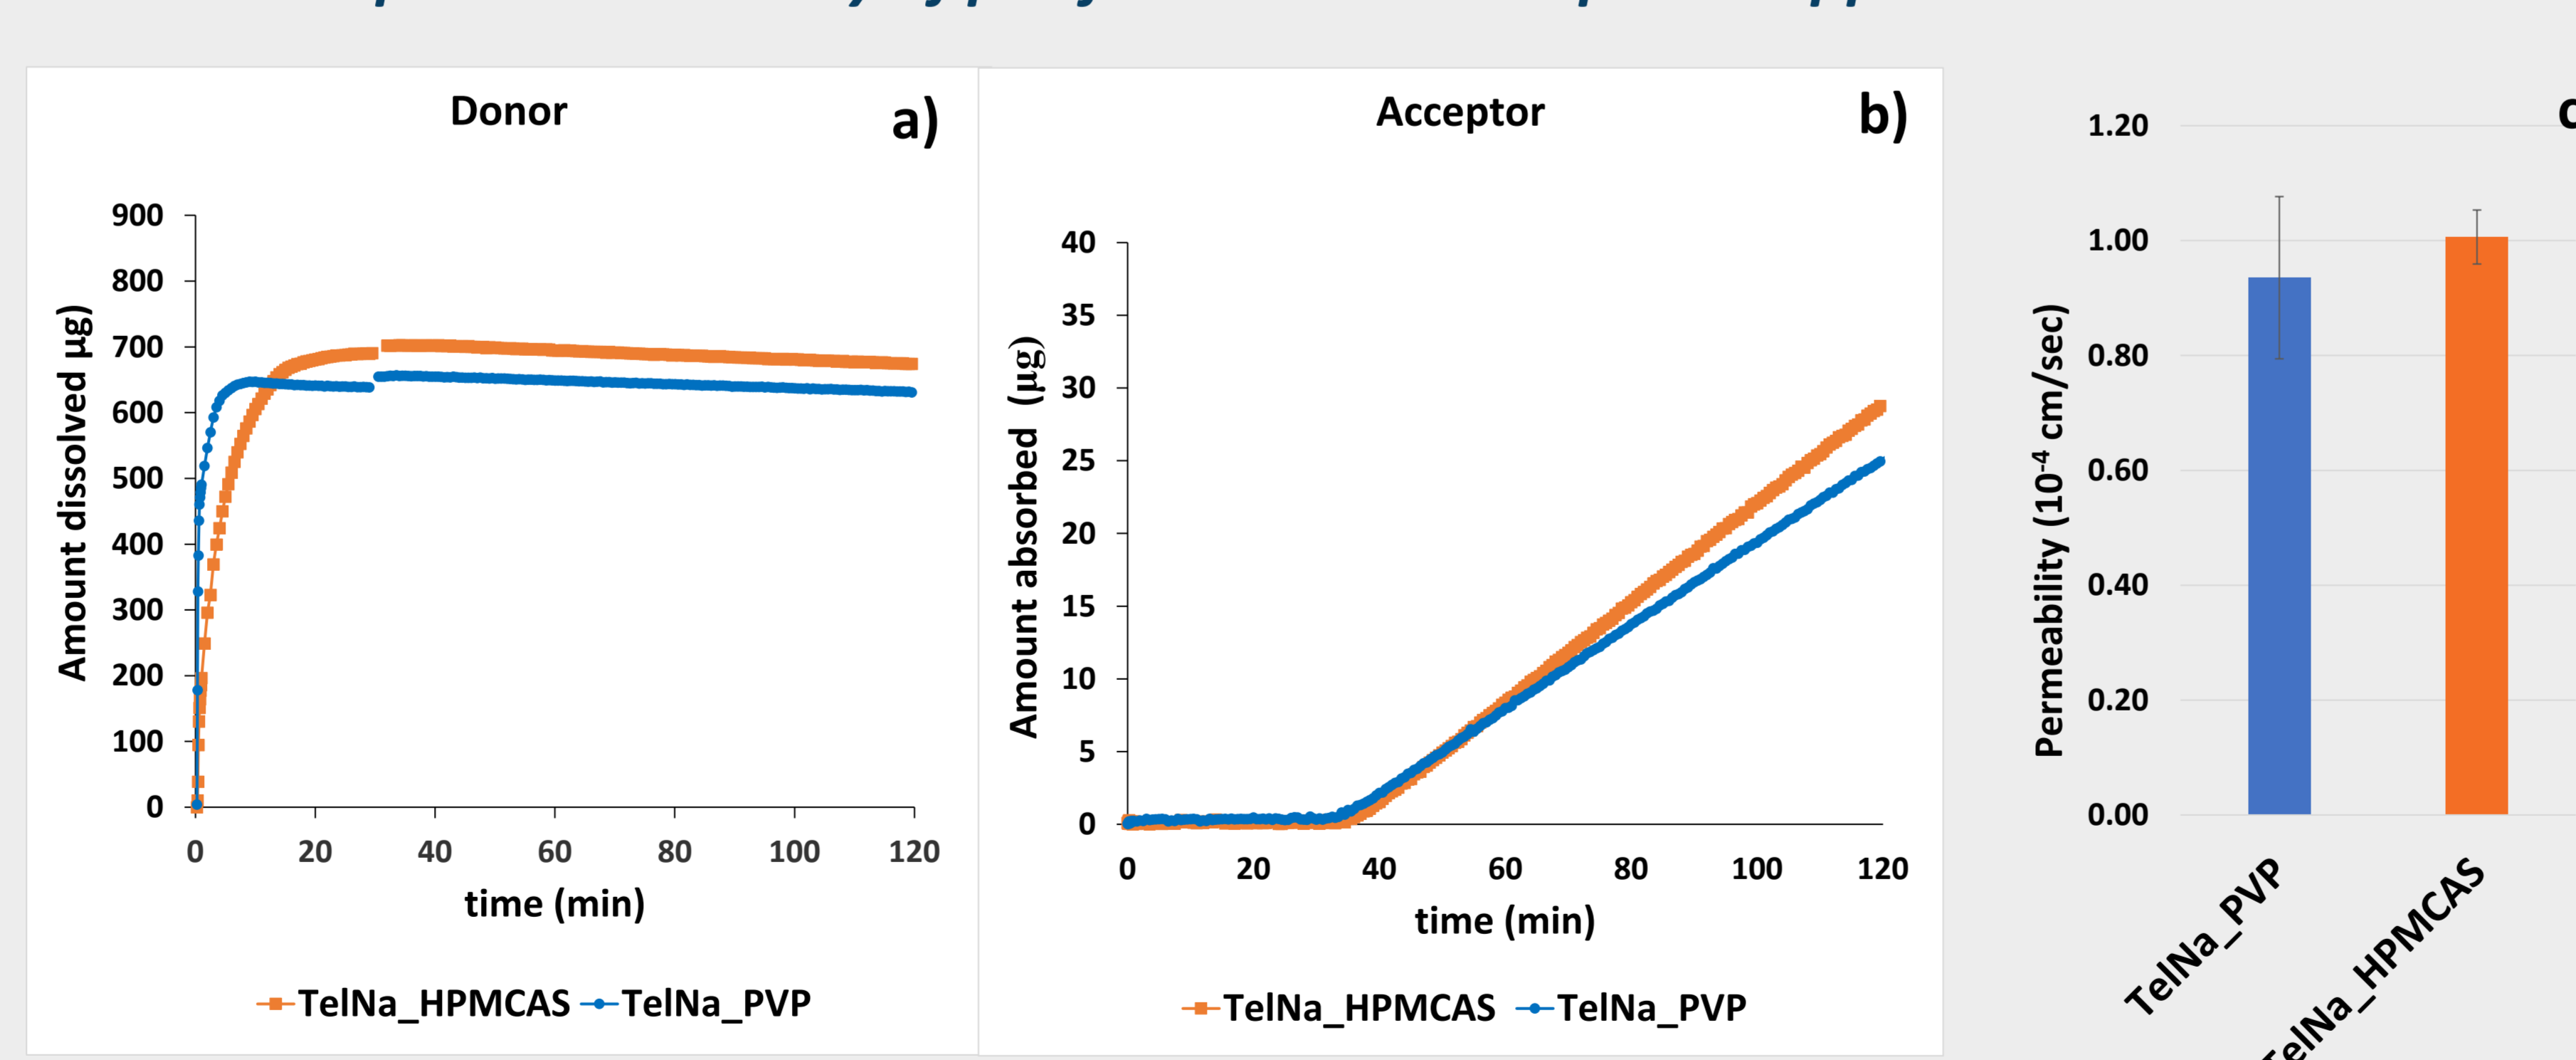 Donor
a)
900
800
700
600
500
400
300
200
100
0
Amount dissolved µg)
0 20 40 60 80 100 120
time (min)
TelNa_HPMCAS TelNa_PVP
Acceptor
b)
40
35
30
25
20
15
10
5
0
Amount absorbed (µg)
0 20 40 60 80 100 120
time (min)
TelNa_HPMCAS TelNa_PVP
1.20
1.00
0.80
0.60
0.40
0.20
0.00
Permeability (10⁻⁴ cm/sec)
TelNa_PVP
TelNa_HPMCAS